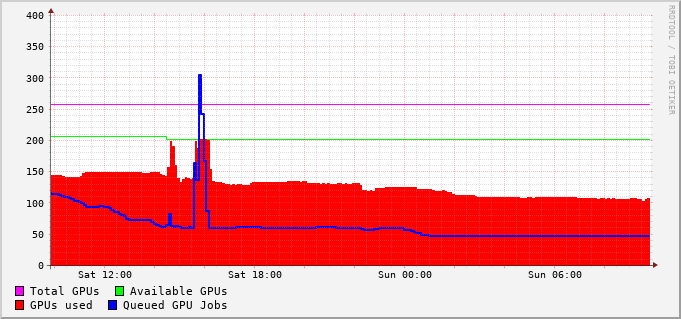 400
350
300
250
200
150
100
50
0
Sat 12:00 Sat 18:00 Sun 00:00 Sun 06:00
Total GPUs Available GPUs
GPUs used Queued GPU Jobs
RRDTOOL / TOBI OETIKER